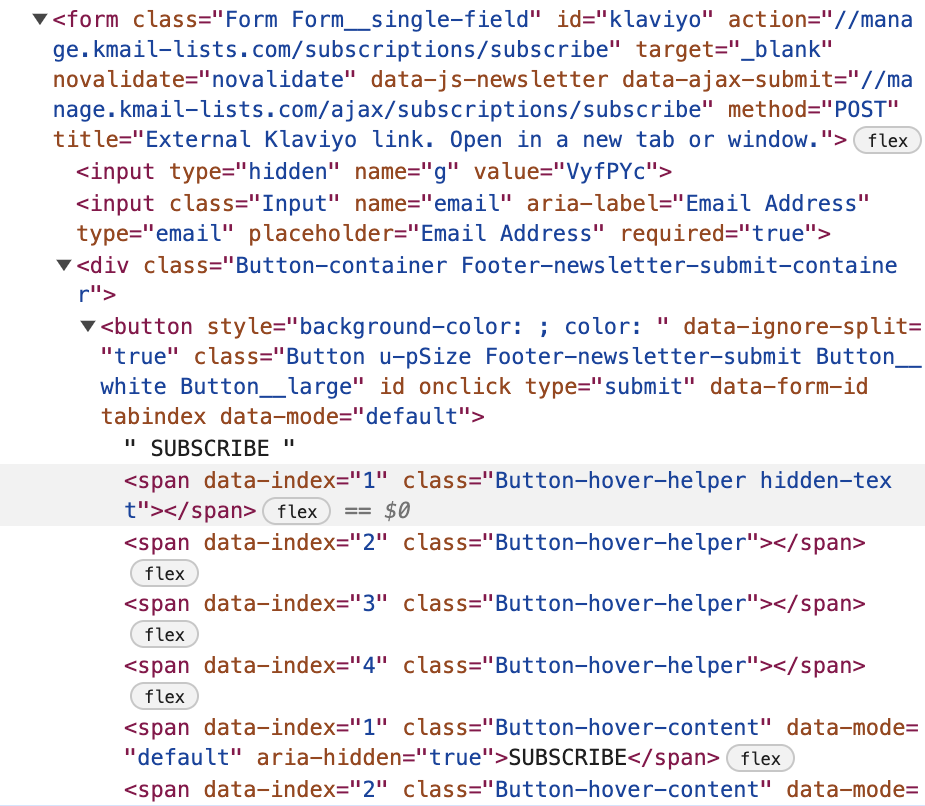 ▼<form class="Form Form__single-field" id="klaviyo" action="//mana
ge.kmail-lists.com/subscriptions/subscribe" target="_blank"
novalidate="novalidate" data-js-newsletter data-ajax-submit="//ma
nage.kmail-lists.com/ajax/subscriptions/subscribe" method="POST"
title="External Klaviyo link. Open in a new tab or window."> flex
<input type="hidden" name="g" value="VyfPYc">
<input class="Input" name="email" aria-label="Email Address"
type="email" placeholder="Email Address" required="true">
▼<div class="Button-container Footer-newsletter-submit-containe
r">
▼<button style="background-color: ; color: " data-ignore-split=
"true" class="Button u-pSize Footer-newsletter-submit Button__
white Button__large" id onclick type="submit" data-form-id
tabindex data-mode="default">
" SUBSCRIBE "
<span data-index="1" class="Button-hover-helper hidden-tex
t"></span> flex == $0
<span data-index="2" class="Button-hover-helper"></span>
flex
<span data-index="3" class="Button-hover-helper"></span>
flex
<span data-index="4" class="Button-hover-helper"></span>
flex
<span data-index="1" class="Button-hover-content" data-mode=
"default" aria-hidden="true">SUBSCRIBE</span> flex
<span data-index="2" class="Button-hover-content" data-mode=